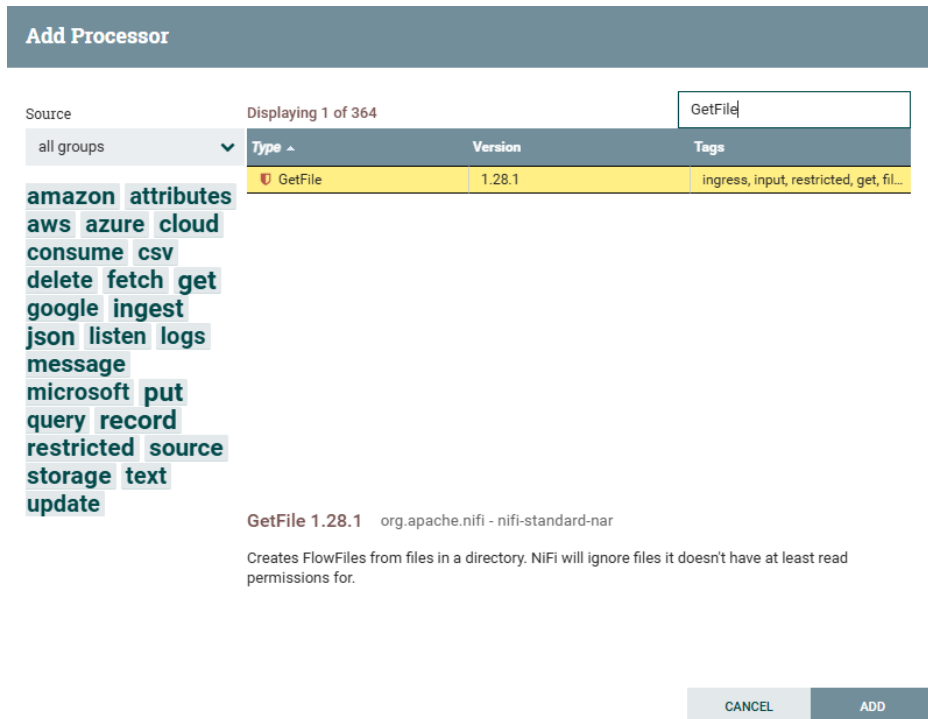 Add Processor
Source
Displaying 1 of 364
GetFile
all groups
Type
Version
Tags
GetFile
1.28.1
ingress, input, restricted, get, fil...
amazon attributes
aws azure cloud
consume csv
delete fetch get
google ingest
json listen logs
message
microsoft put
query record
restricted source
storage text
update
GetFile 1.28.1 org.apache.nifi - nifi-standard-nar
Creates FlowFiles from files in a directory. NiFi will ignore files it doesn't have at least read
permissions for.
CANCEL
ADD